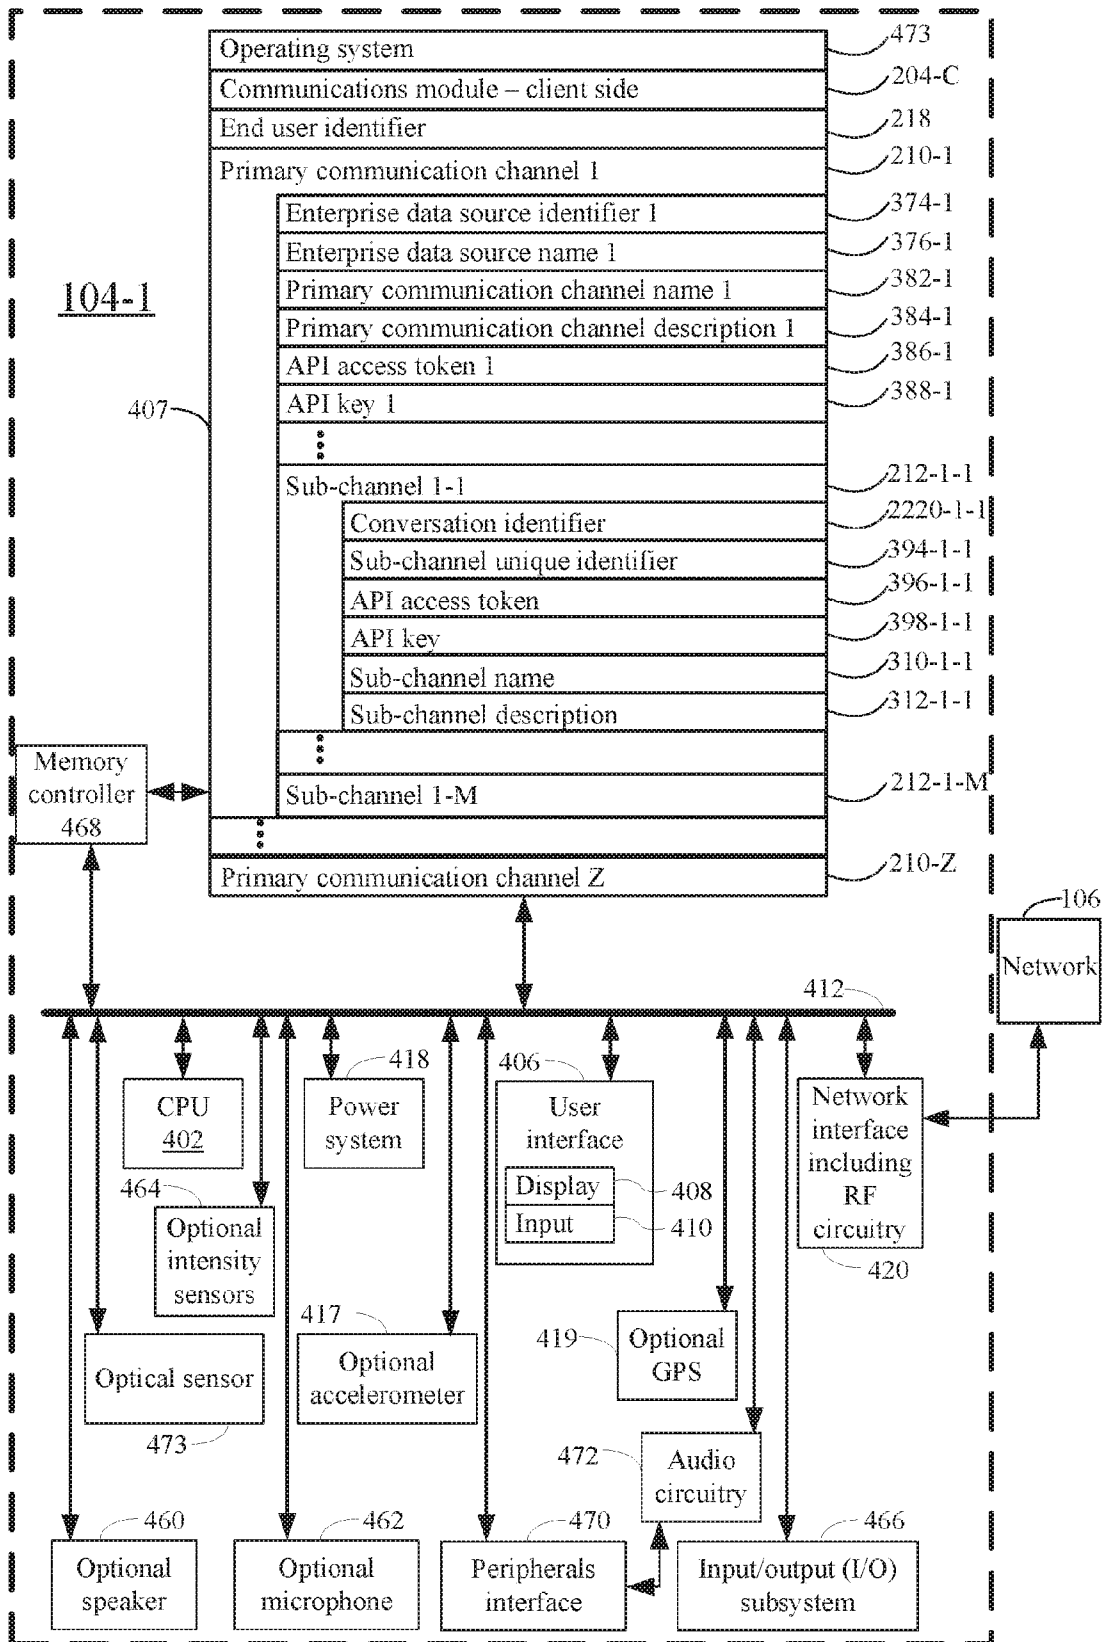 Operating system
473
Communications module – client side
204-C
End user identifier
218
Primary communication channel 1
210-1
Enterprise data source identifier 1
374-1
Enterprise data source name 1
376-1
104-1
Primary communication channel name 1
382-1
Primary communication channel description 1
384-1
API access token 1
386-1
407
API key 1
388-1
Sub-channel 1-1
212-1-1
Conversation identifier
2220-1-1
Sub-channel unique identifier
394-1-1
API access token
396-1-1
API key
398-1-1
Sub-channel name
310-1-1
Sub-channel description
312-1-1
Memory
controller
468
Sub-channel 1-M
212-1-M
Primary communication channel Z
210-Z
106
Network
412
CPU
402
418
Power
system
406
User
interface
Display
408
Input
410
Network
interface
including
RF
circuitry
420
464
Optional
intensity
sensors
Optical sensor
473
417
Optional
accelerometer
419
Optional
GPS
472
Audio
circuitry
460
Optional
speaker
462
Optional
microphone
470
Peripherals
interface
466
Input/output (I/O)
subsystem